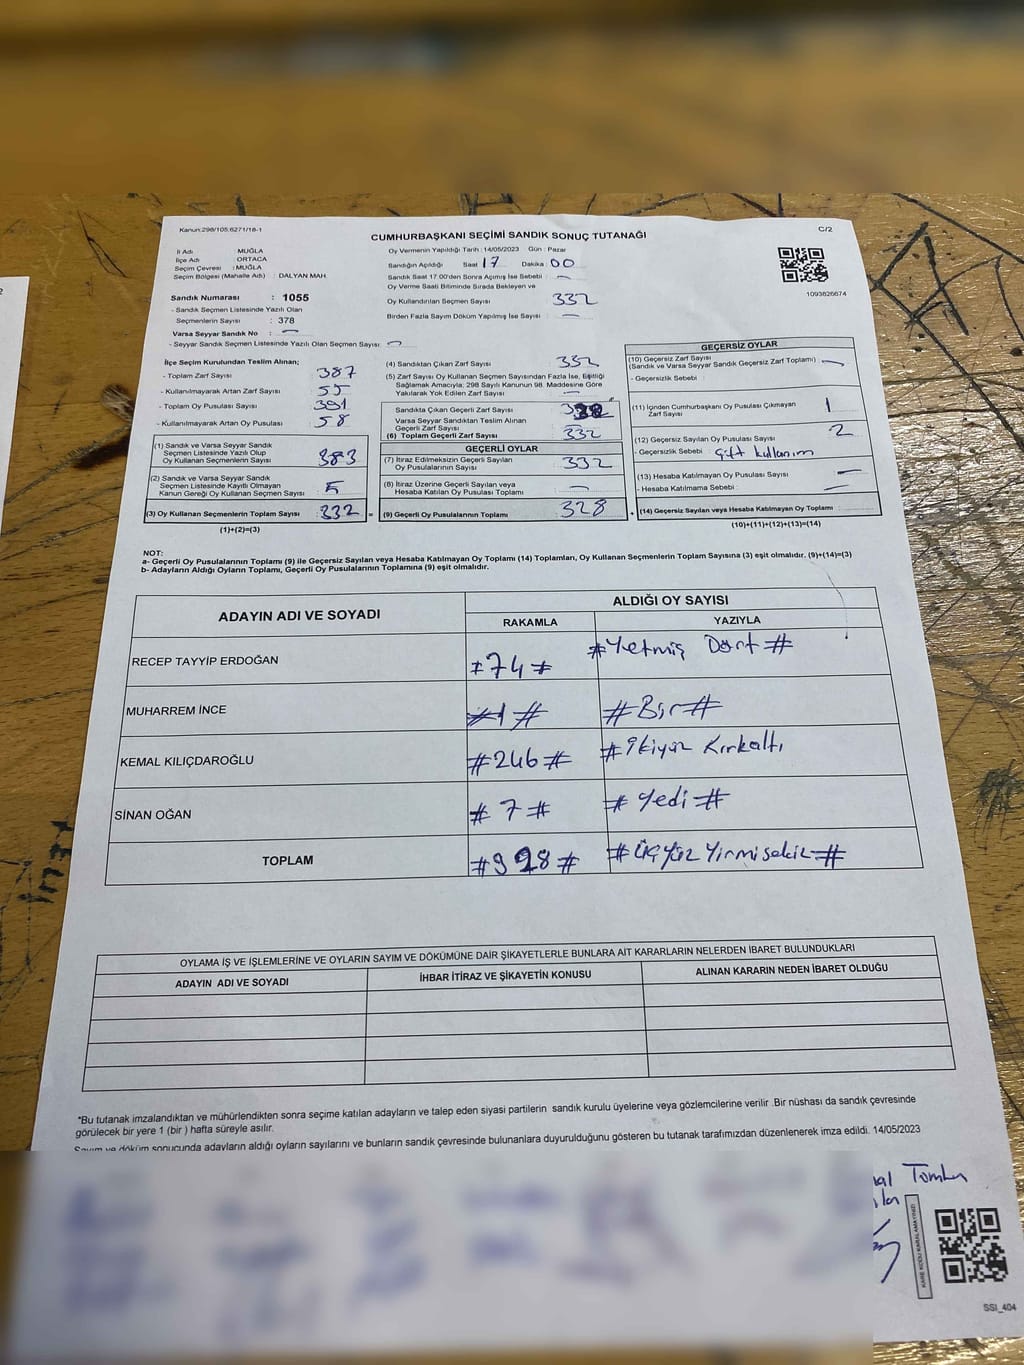 Kanun:298/105.6271/18-1
C/2
CUMHURBAŞKANI SEÇİMİ SANDIK SONUÇ TUTANAĞI
İl Adı : MUĞLA
İlçe Adı : ORTACA
Seçim Çevresi : MUĞLA
Seçim Bölgesi (Mahalle Adı) : DALYAN MAH.
Sandık Numarası : 1055
- Sandık Seçmen Listesinde Yazılı Olan
Seçmenlerin Sayısı : 378
Varsa Seyyar Sandık No : —
- Seyyar Sandık Seçmen Listesinde Yazılı Olan Seçmen Sayısı: —
Oy Vermenin Yapıldığı Tarih : 14/05/2023 Gün : Pazar
Sandığın Açıldığı Saat 17 Dakika 00
Sandık Saat 17:00'den Sonra Açılmış İse Sebebi : —
Oy Verme Saati Bitiminde Sırada Bekleyen ve
Oy Kullandırılan Seçmen Sayısı 332
Birden Fazla Sayım Döküm Yapılmış İse Sayısı : —
1093826674
İlçe Seçim Kurulundan Teslim Alınan;
- Toplam Zarf Sayısı : 387
- Kullanılmayarak Artan Zarf Sayısı : 55
- Toplam Oy Pusulası Sayısı : 391
- Kullanılmayarak Artan Oy Pusulası : 58
(1) Sandık ve Varsa Seyyar Sandık
Seçmen Listesinde Yazılı Olup
Oy Kullanan Seçmenlerin Sayısı : 383
(2) Sandık ve Varsa Seyyar Sandık
Seçmen Listesinde Kayıtlı Olmayan
Kanun Gereği Oy Kullanan Seçmen Sayısı : 5
(3) Oy Kullanan Seçmenlerin Toplam Sayısı : 332 =
(1)+(2)=(3)
(4) Sandıktan Çıkan Zarf Sayısı : 332
(5) Zarf Sayısı Oy Kullanan Seçmen Sayısından Fazla İse, Eşitliği
Sağlamak Amacıyla; 298 Sayılı Kanunun 98. Maddesine Göre
Yakılarak Yok Edilen Zarf Sayısı : —
Sandıkta Çıkan Geçerli Zarf Sayısı :
Varsa Seyyar Sandıktan Teslim Alınan
Geçerli Zarf Sayısı :
(6) Toplam Geçerli Zarf Sayısı : 332
GEÇERLİ OYLAR
(7) İtiraz Edilmeksizin Geçerli Sayılan
Oy Pusulalarının Sayısı : 332
(8) İtiraz Üzerine Geçerli Sayılan veya
Hesaba Katılan Oy Pusulası Toplamı : —
(9) Geçerli Oy Pusulalarının Toplamı : 328 +
GEÇERSİZ OYLAR
(10) Geçersiz Zarf Sayısı
(Sandık ve Varsa Seyyar Sandık Geçersiz Zarf Toplamı) : —
- Geçersizlik Sebebi :
(11) İçinden Cumhurbaşkanı Oy Pusulası Çıkmayan
Zarf Sayısı : 1
(12) Geçersiz Sayılan Oy Pusulası Sayısı : 2
- Geçersizlik Sebebi : Çift kullanım
(13) Hesaba Katılmayan Oy Pusulası Sayısı : —
- Hesaba Katılmama Sebebi : —
(14) Geçersiz Sayılan veya Hesaba Katılmayan Oy Toplamı :
(10)+(11)+(12)+(13)=(14)
NOT:
a- Geçerli Oy Pusulalarının Toplamı (9) ile Geçersiz Sayılan veya Hesaba Katılmayan Oy Toplamı (14) Toplamları, Oy Kullanan Seçmenlerin Toplam Sayısına (3) eşit olmalıdır. (9)+(14)=(3)
b- Adayların Aldığı Oyların Toplamı, Geçerli Oy Pusulalarının Toplamına (9) eşit olmalıdır.
ADAYIN ADI VE SOYADI
ALDIĞI OY SAYISI
RAKAMLA YAZIYLA
RECEP TAYYİP ERDOĞAN #74# #Yetmiş Dört#
MUHARREM İNCE #1# #Bir#
KEMAL KILIÇDAROĞLU #246# #İkiyüz Kırkaltı
SİNAN OĞAN #7# #Yedi#
TOPLAM #328# #Üçyüz Yirmisekiz#
OYLAMA İŞ VE İŞLEMLERİNE VE OYLARIN SAYIM VE DÖKÜMÜNE DAİR ŞİKAYETLERLE BUNLARA AİT KARARLARIN NELERDEN İBARET BULUNDUKLARI
ADAYIN ADI VE SOYADI İHBAR İTİRAZ VE ŞİKAYETİN KONUSU ALINAN KARARIN NEDEN İBARET OLDUĞU
*Bu tutanak imzalandıktan ve mühürlendikten sonra seçime katılan adayların ve talep eden siyasi partilerin sandık kurulu üyelerine veya gözlemcilerine verilir .Bir nüshası da sandık çevresinde
görülecek bir yere 1 (bir ) hafta süreyle asılır.
Sayım ve döküm sonucunda adayların aldığı oyların sayılarını ve bunların sandık çevresinde bulunanlara duyurulduğunu gösteren bu tutanak tarafımızdan düzenlenerek imza edildi. 14/05/2023
KARE KODU KARALAMAYINIZ!
SSI_404